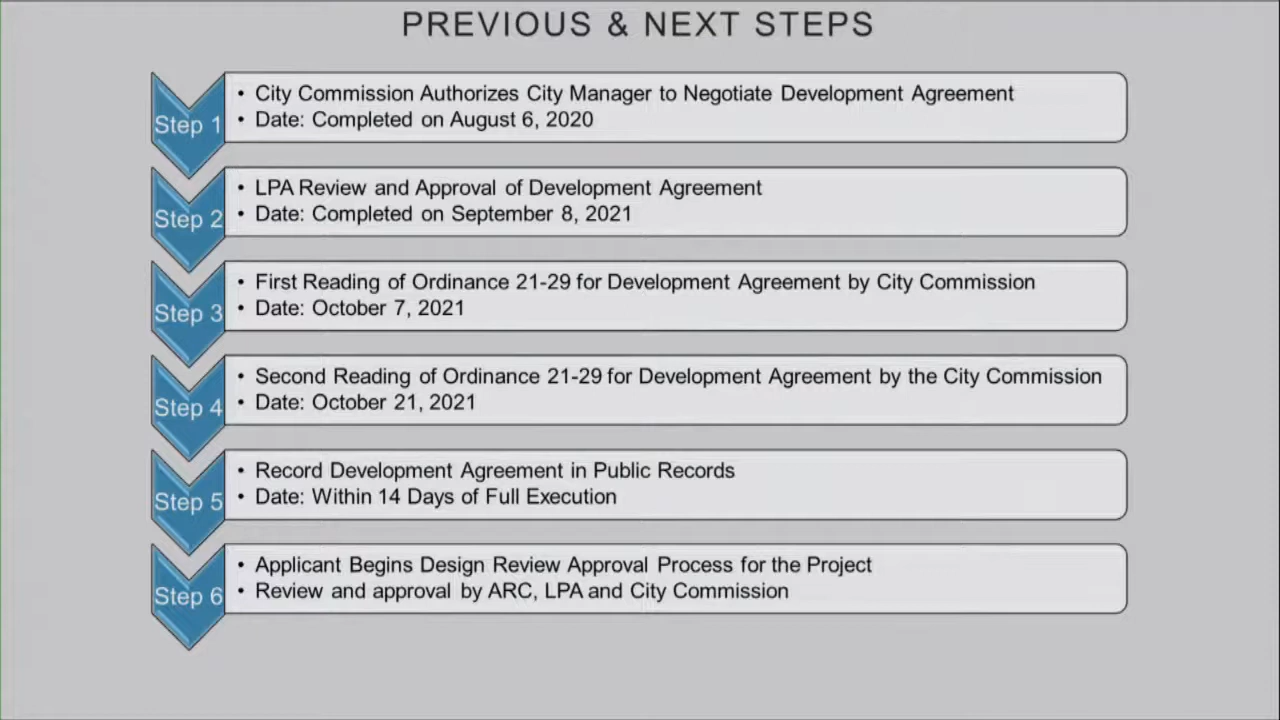 PREVIOUS & NEXT STEPS
Step 1
• City Commission Authorizes City Manager to Negotiate Development Agreement
• Date: Completed on August 6, 2020
Step 2
• LPA Review and Approval of Development Agreement
• Date: Completed on September 8, 2021
Step 3
• First Reading of Ordinance 21-29 for Development Agreement by City Commission
• Date: October 7, 2021
Step 4
• Second Reading of Ordinance 21-29 for Development Agreement by the City Commission
• Date: October 21, 2021
Step 5
• Record Development Agreement in Public Records
• Date: Within 14 Days of Full Execution
Step 6
• Applicant Begins Design Review Approval Process for the Project
• Review and approval by ARC, LPA and City Commission